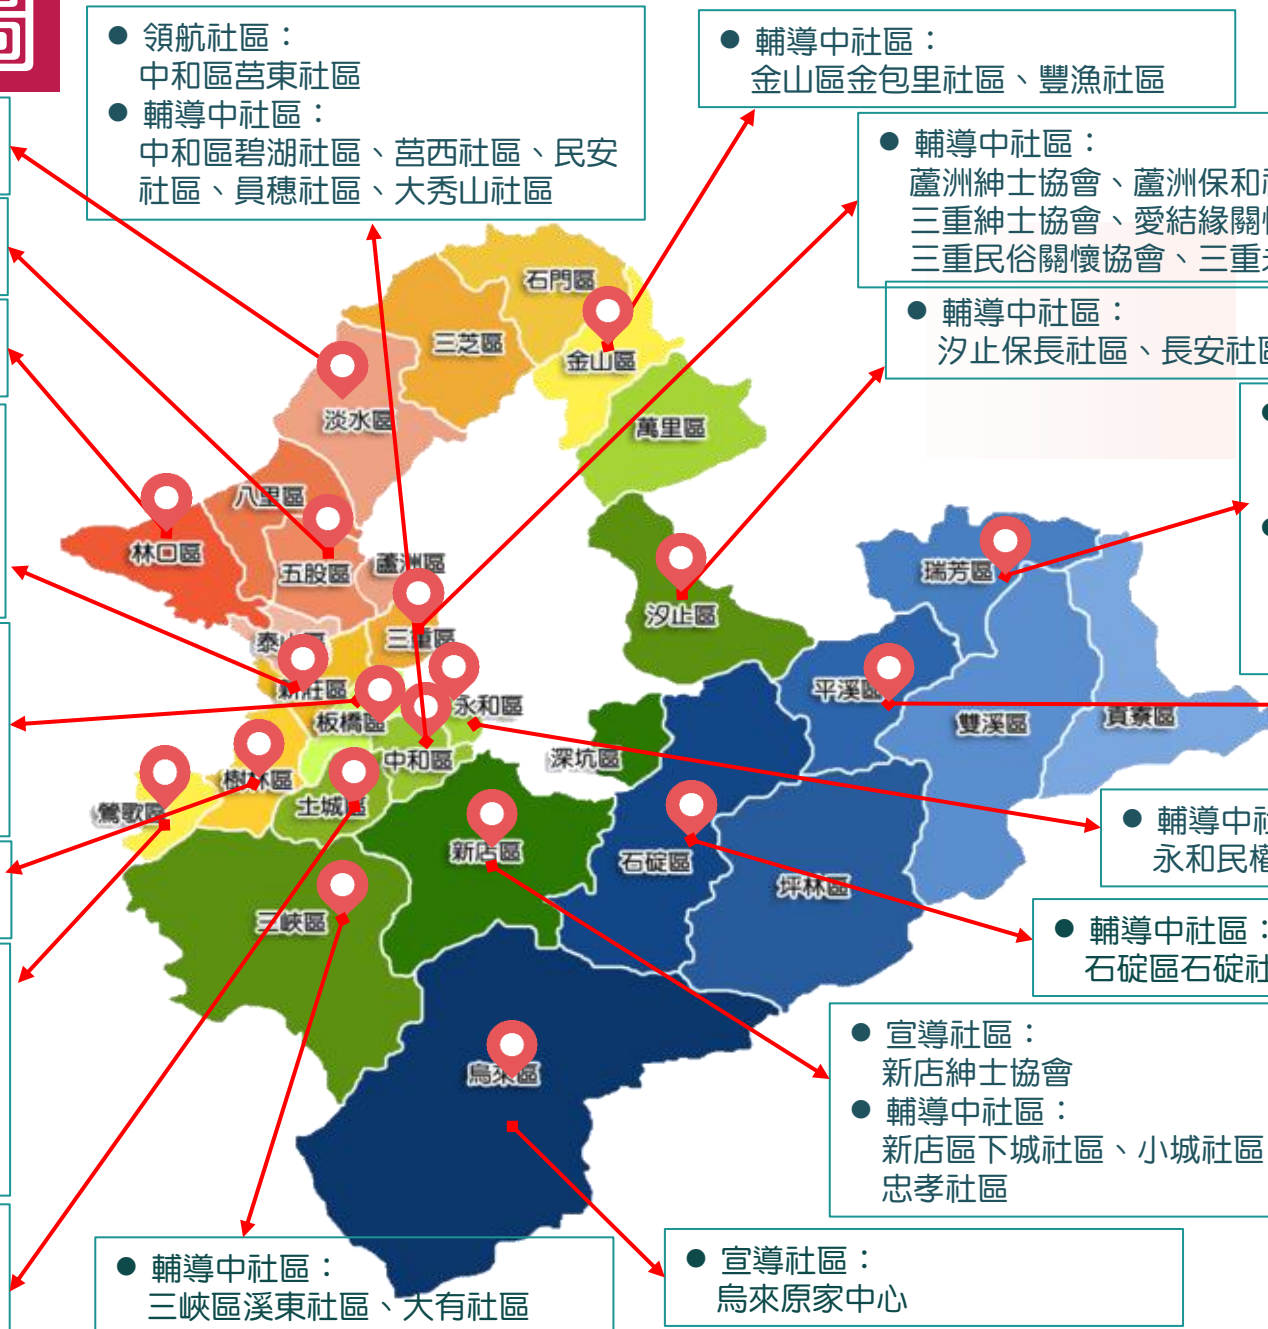 圖
● 領航社區：
中和區莒東社區
● 輔導中社區：
中和區碧湖社區、莒西社區、民安
社區、員穗社區、大秀山社區
● 輔導中社區：
金山區金包里社區、豐漁社區
● 輔導中社區：
蘆洲紳士協會、蘆洲保和
三重紳士協會、愛結緣關
三重民俗關懷協會、三重
● 輔導中社區：
汐止保長社區、長安社區
石門區
三芝區
金山區
淡水區
萬里區
八里區
林口區
五股區
蘆洲區
瑞芳區
汐止區
泰山區
三重區
新莊區
平溪區
板橋區
永和區
雙溪區
貢寮區
中和區
深坑區
樹林區
鶯歌區
土城區
新店區
石碇區
坪林區
三峽區
烏來區
● 輔導中社
永和民權
● 輔導中社區：
石碇區石碇社
● 宣導社區：
新店紳士協會
● 輔導中社區：
新店區下城社區、小城社區
忠孝社區
● 輔導中社區：
三峽區溪東社區、大有社區
● 宣導社區：
烏來原家中心